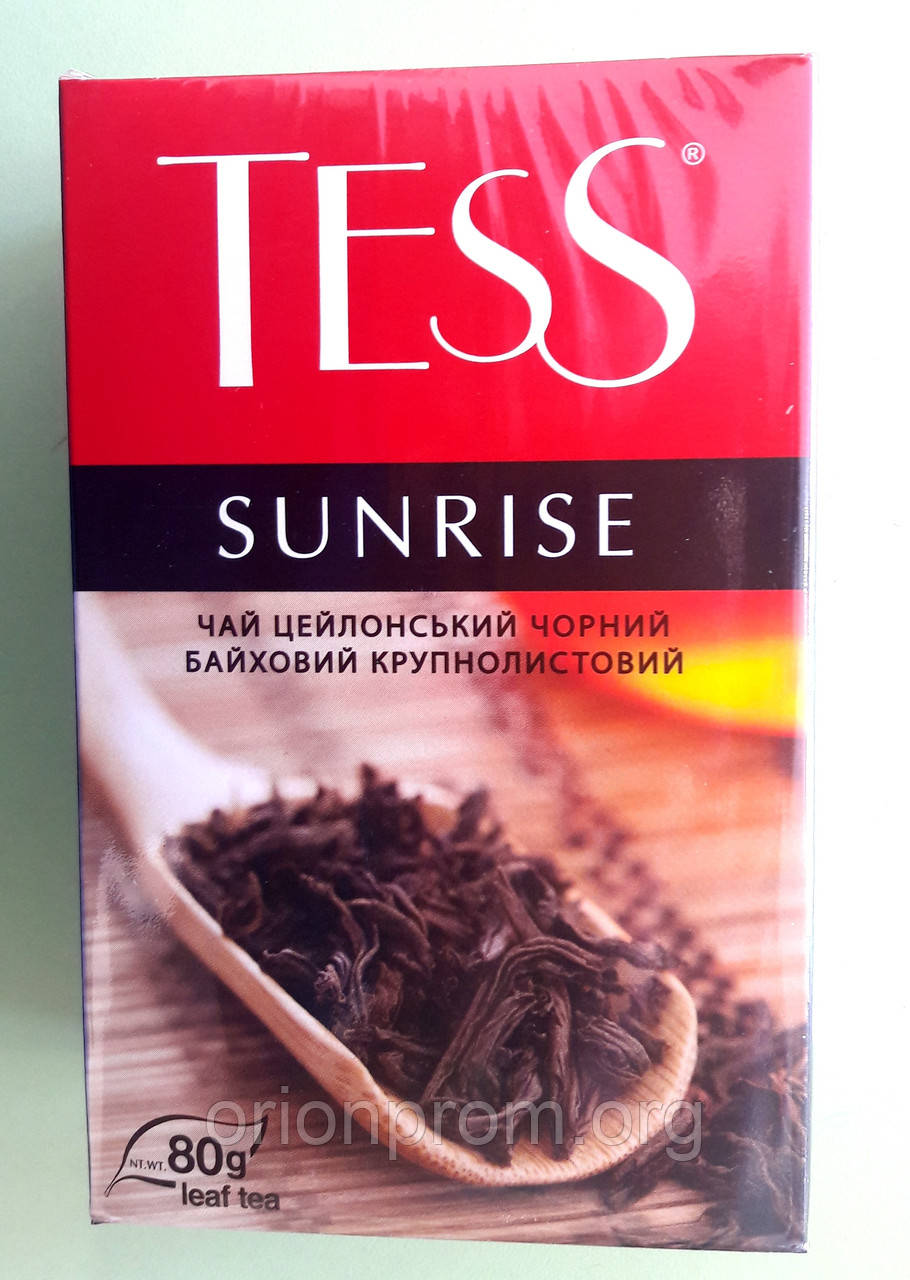 TESS®
SUNRISE
ЧАЙ ЦЕЙЛОНСЬКИЙ ЧОРНИЙ
БАЙХОВИЙ КРУПНОЛИСТОВИЙ
orionprom.org
NT.WT. 80g
leaf tea